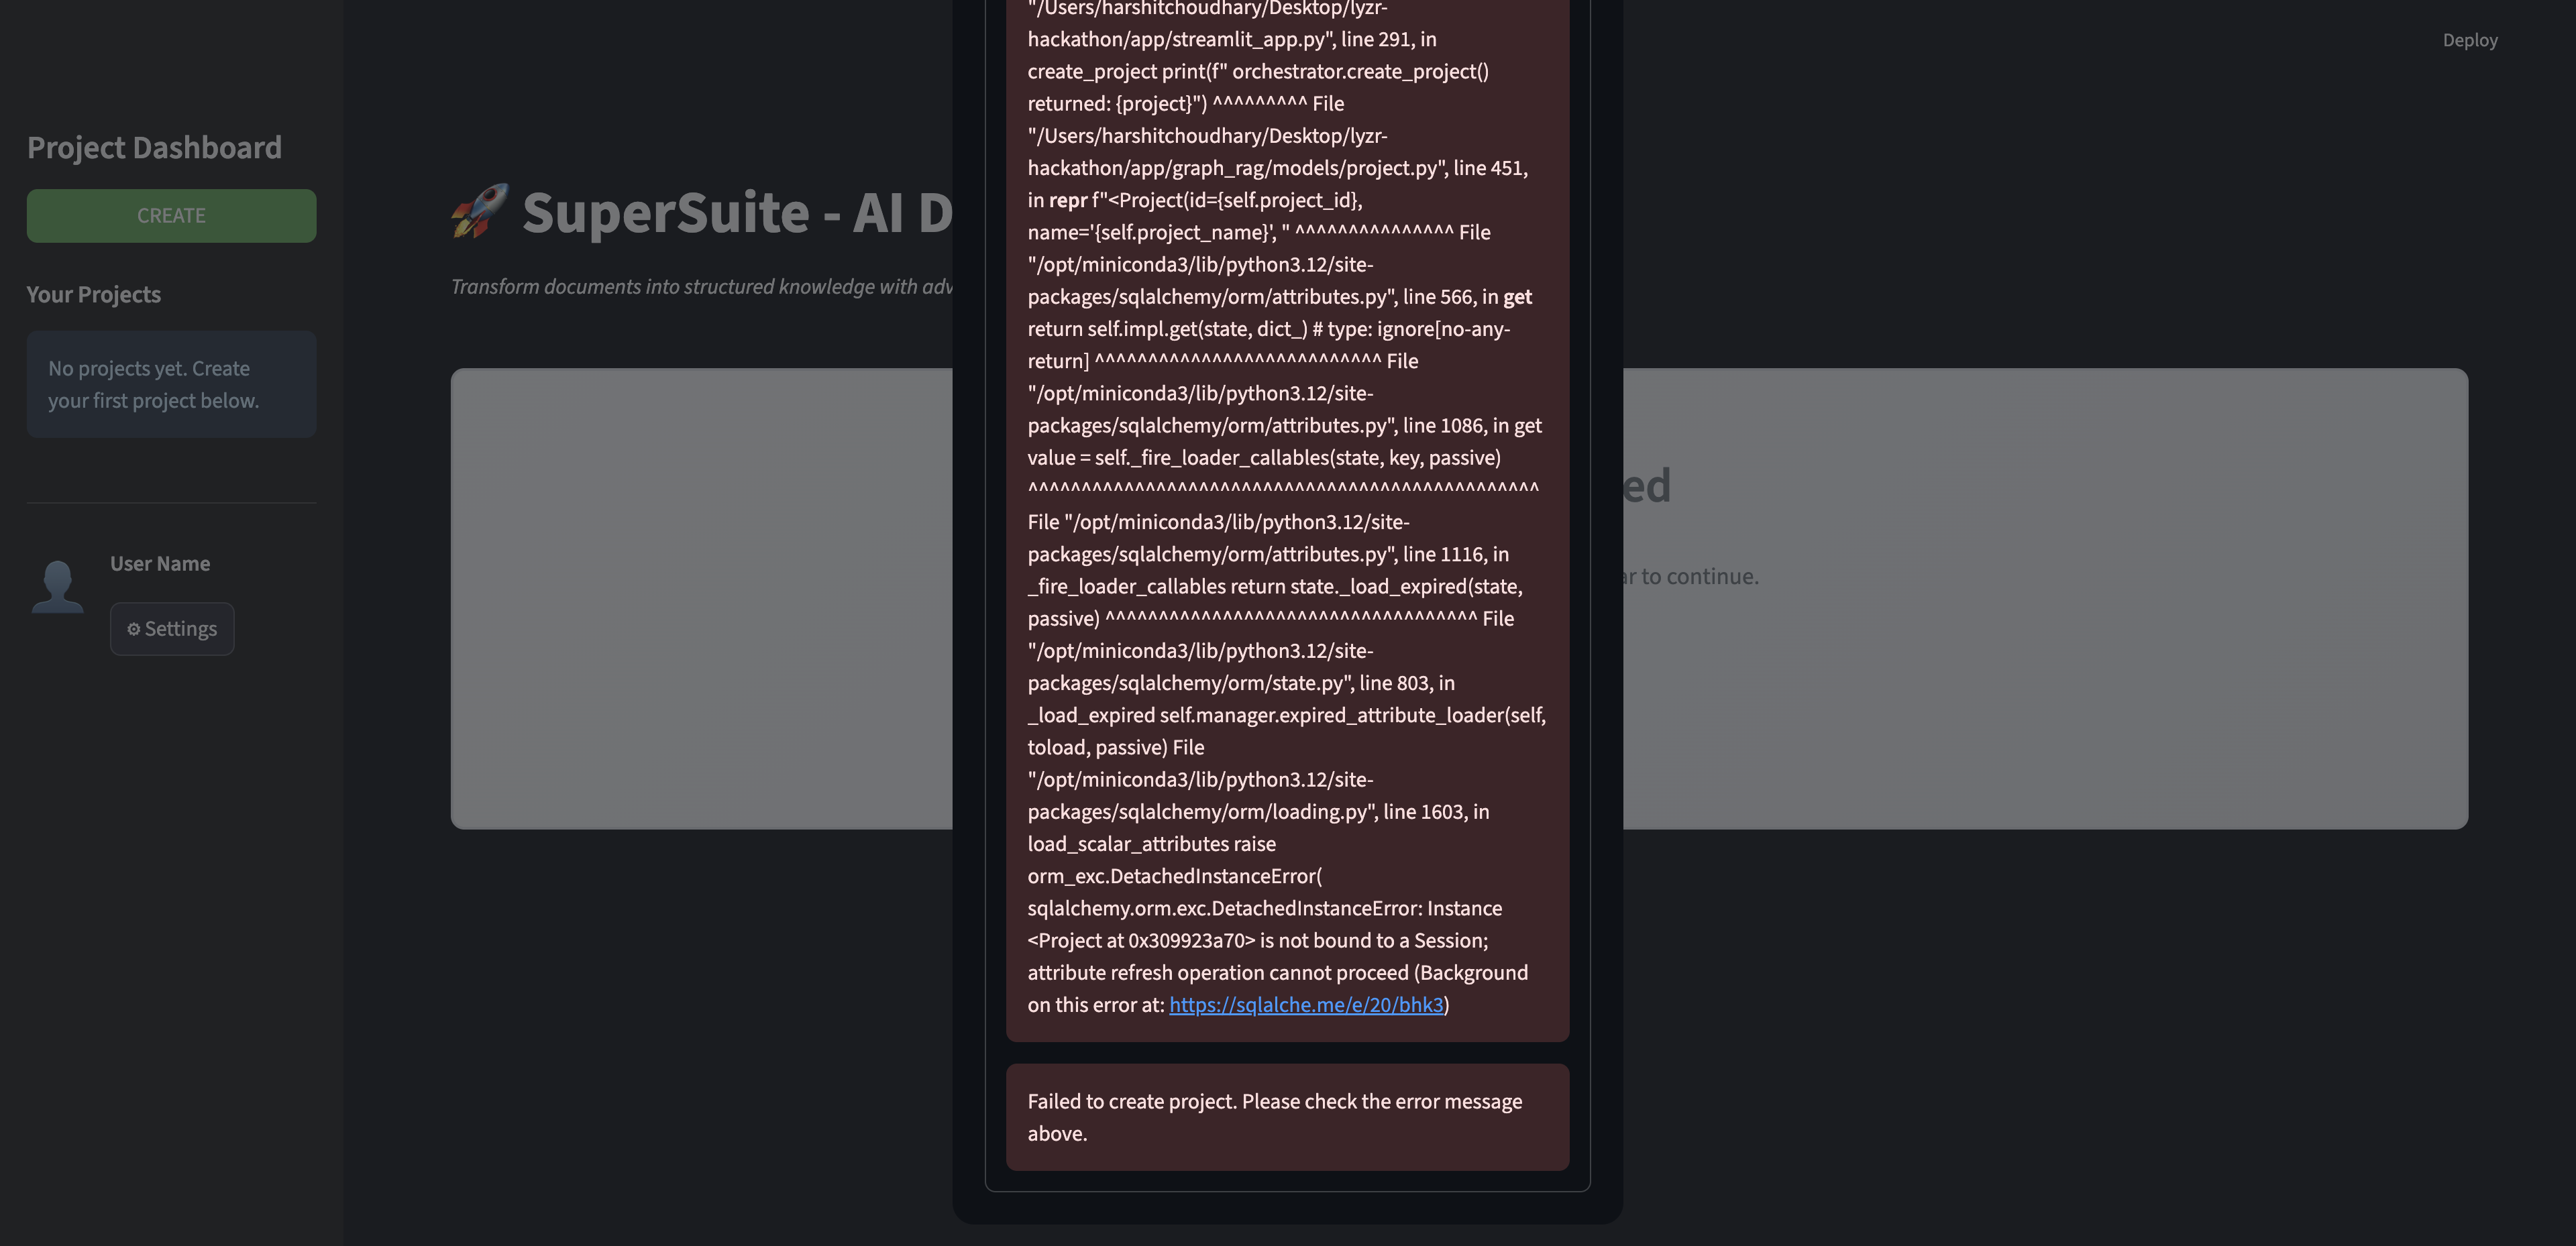 Deploy
Project Dashboard
CREATE
Your Projects
No projects yet. Create
your first project below.
User Name
⚙ Settings
🚀 SuperSuite - AI D
Transform documents into structured knowledge with adv
ed
ar to continue.
"/Users/harshitchoudhary/Desktop/lyzr-
hackathon/app/streamlit_app.py", line 291, in
create_project print(f" orchestrator.create_project()
returned: {project}") ^^^^^^^^^ File
"/Users/harshitchoudhary/Desktop/lyzr-
hackathon/app/graph_rag/models/project.py", line 451,
in repr f"<Project(id={self.project_id},
name='{self.project_name}', " ^^^^^^^^^^^^^^^ File
"/opt/miniconda3/lib/python3.12/site-
packages/sqlalchemy/orm/attributes.py", line 566, in get
return self.impl.get(state, dict_) # type: ignore[no-any-
return] ^^^^^^^^^^^^^^^^^^^^^^^^^^^ File
"/opt/miniconda3/lib/python3.12/site-
packages/sqlalchemy/orm/attributes.py", line 1086, in get
value = self._fire_loader_callables(state, key, passive)
^^^^^^^^^^^^^^^^^^^^^^^^^^^^^^^^^^^^^^^^^^^^^^^^
File "/opt/miniconda3/lib/python3.12/site-
packages/sqlalchemy/orm/attributes.py", line 1116, in
_fire_loader_callables return state._load_expired(state,
passive) ^^^^^^^^^^^^^^^^^^^^^^^^^^^^^^^^^^^ File
"/opt/miniconda3/lib/python3.12/site-
packages/sqlalchemy/orm/state.py", line 803, in
_load_expired self.manager.expired_attribute_loader(self,
toload, passive) File
"/opt/miniconda3/lib/python3.12/site-
packages/sqlalchemy/orm/loading.py", line 1603, in
load_scalar_attributes raise
orm_exc.DetachedInstanceError(
sqlalchemy.orm.exc.DetachedInstanceError: Instance
<Project at 0x309923a70> is not bound to a Session;
attribute refresh operation cannot proceed (Background
on this error at: https://sqlalche.me/e/20/bhk3)
Failed to create project. Please check the error message
above.